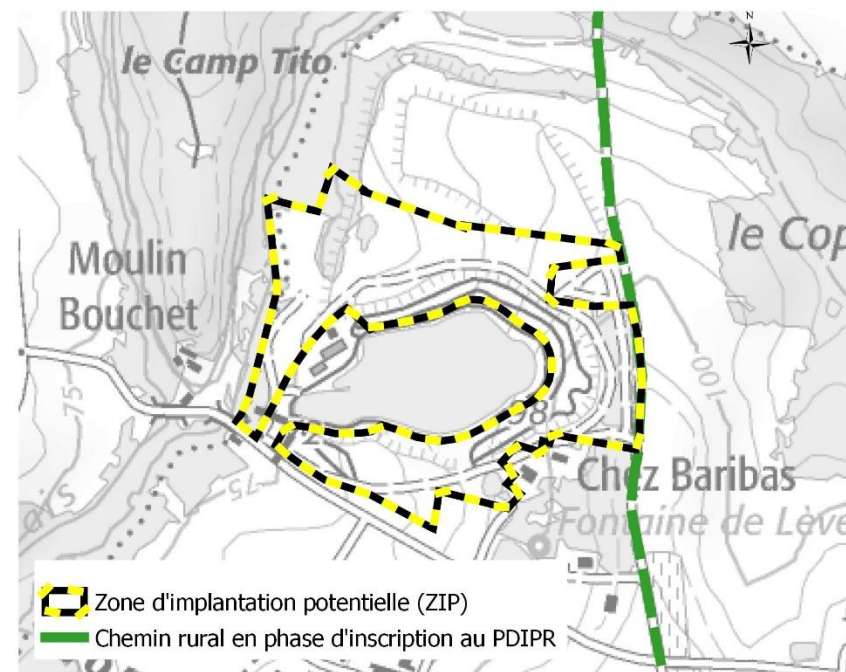 N
le Camp Tito
le Cop
Moulin
Bouchet
100
75
98
75
Chez Baribas
Fontaine de Lève
Zone d'implantation potentielle (ZIP)
Chemin rural en phase d'inscription au PDIPR